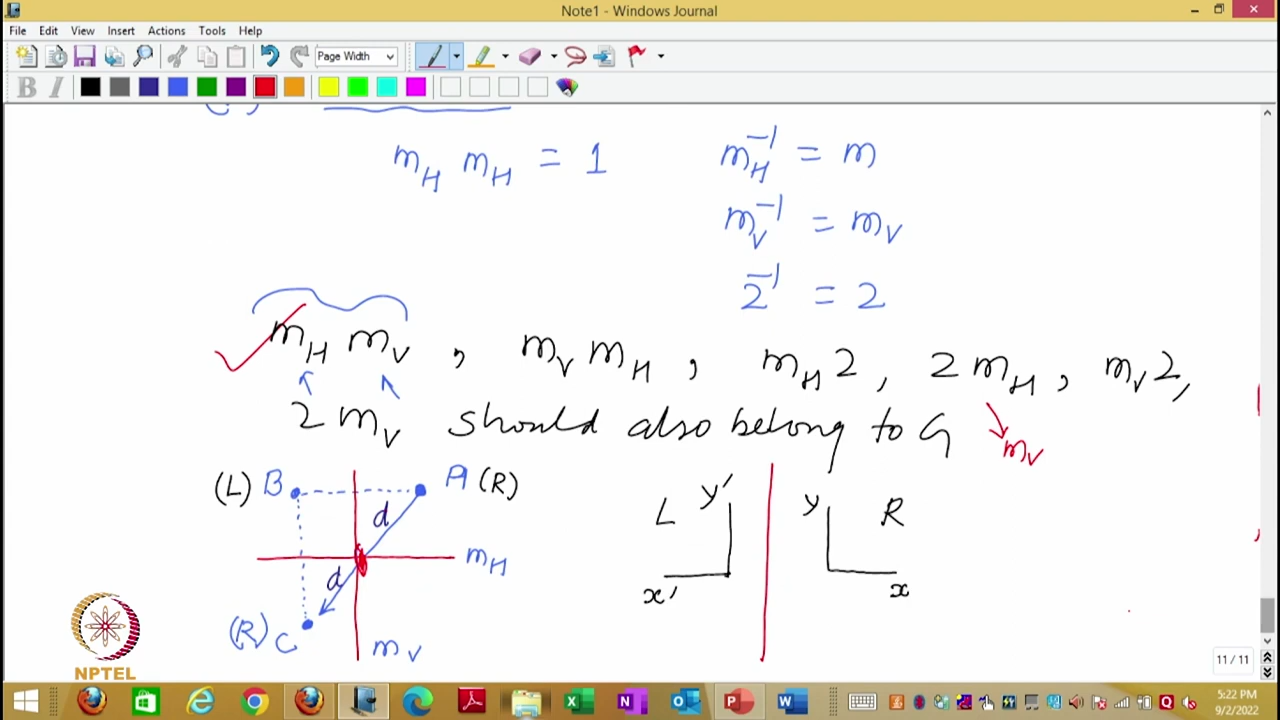 Note1 - Windows Journal
File Edit View Insert Actions Tools Help
Page Width
B I
m_H m_H = 1
m_H^-1 = m
m_V^-1 = m_V
2^-1 = 2
m_H m_V , m_V m_H , m_H 2 , 2 m_H , m_V 2 ,
2 m_V should also belong to G
m_V
(L) B A (R)
d
m_H
d
(R) C
m_V
L y' y R
x' x
NPTEL
11 / 11
5:22 PM
9/2/2022